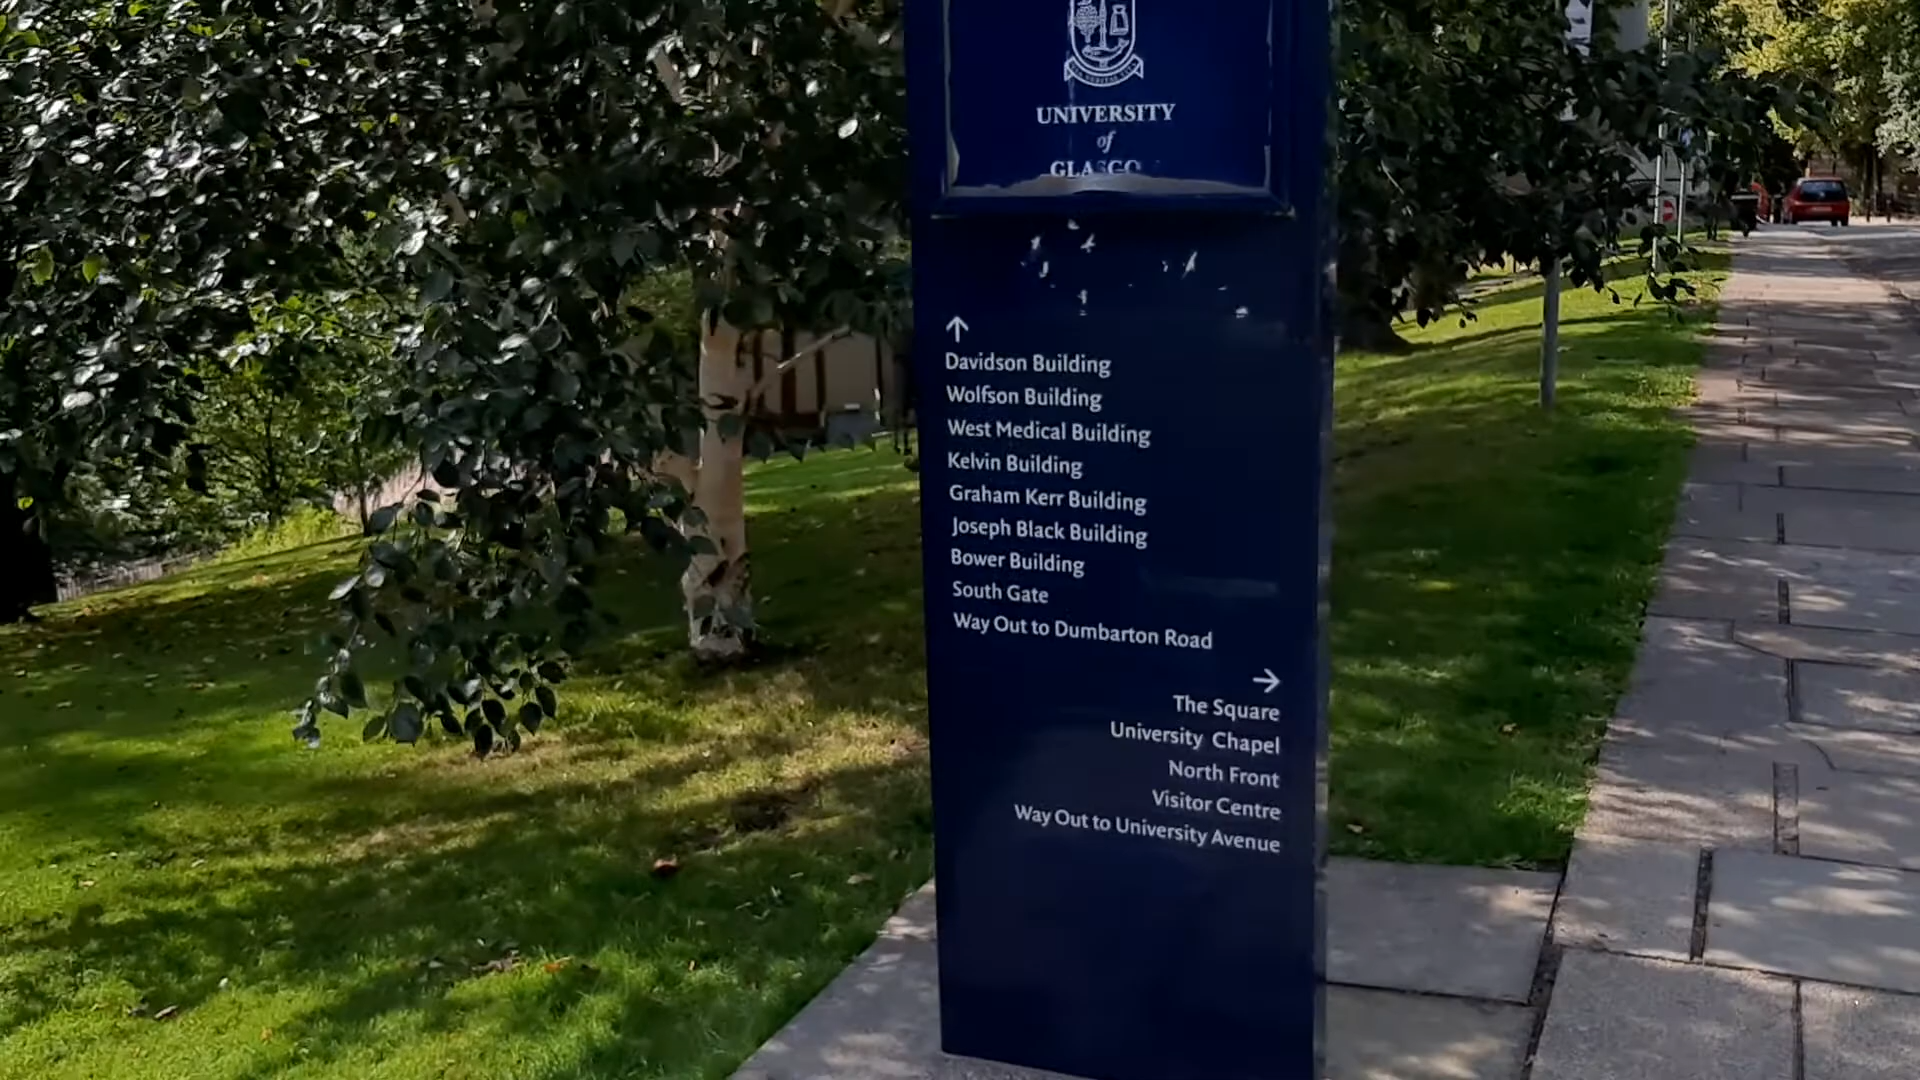 UNIVERSITY
of
GLASGO
Davidson Building
Wolfson Building
West Medical Building
Kelvin Building
Graham Kerr Building
Joseph Black Building
Bower Building
South Gate
Way Out to Dumbarton Road
The Square
University Chapel
North Front
Visitor Centre
Way Out to University Avenue